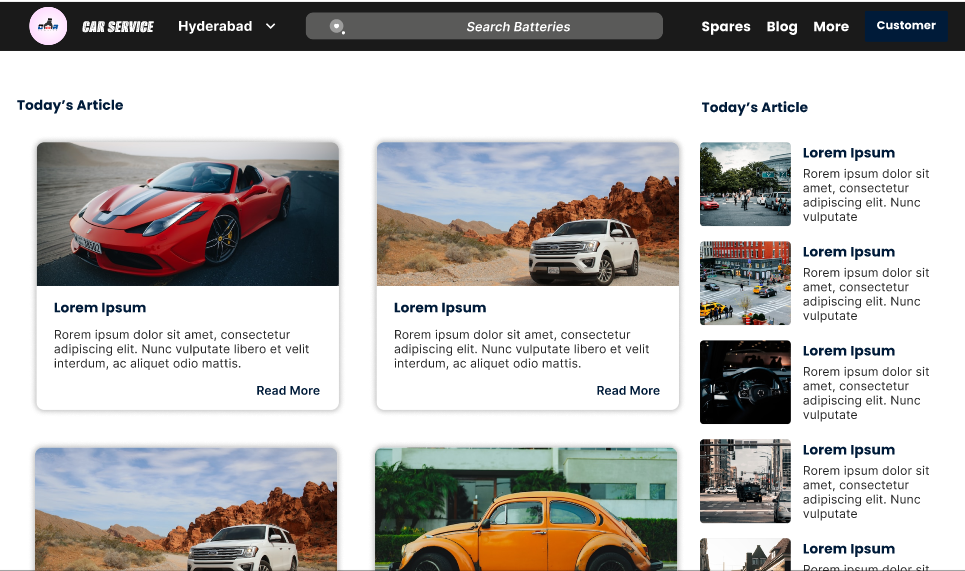 CAR SERVICE
Hyderabad
Search Batteries
Spares
Blog
More
Customer
Today’s Article
Lorem Ipsum
Rorem ipsum dolor sit amet, consectetur
adipiscing elit. Nunc vulputate libero et velit
interdum, ac aliquet odio mattis.
Read More
Lorem Ipsum
Rorem ipsum dolor sit amet, consectetur
adipiscing elit. Nunc vulputate libero et velit
interdum, ac aliquet odio mattis.
Read More
Today’s Article
Lorem Ipsum
Rorem ipsum dolor sit
amet, consectetur
adipiscing elit. Nunc
vulputate
Lorem Ipsum
Rorem ipsum dolor sit
amet, consectetur
adipiscing elit. Nunc
vulputate
Lorem Ipsum
Rorem ipsum dolor sit
amet, consectetur
adipiscing elit. Nunc
vulputate
Lorem Ipsum
Rorem ipsum dolor sit
amet, consectetur
adipiscing elit. Nunc
vulputate
Lorem Ipsum
Rorem ipsum dolor sit